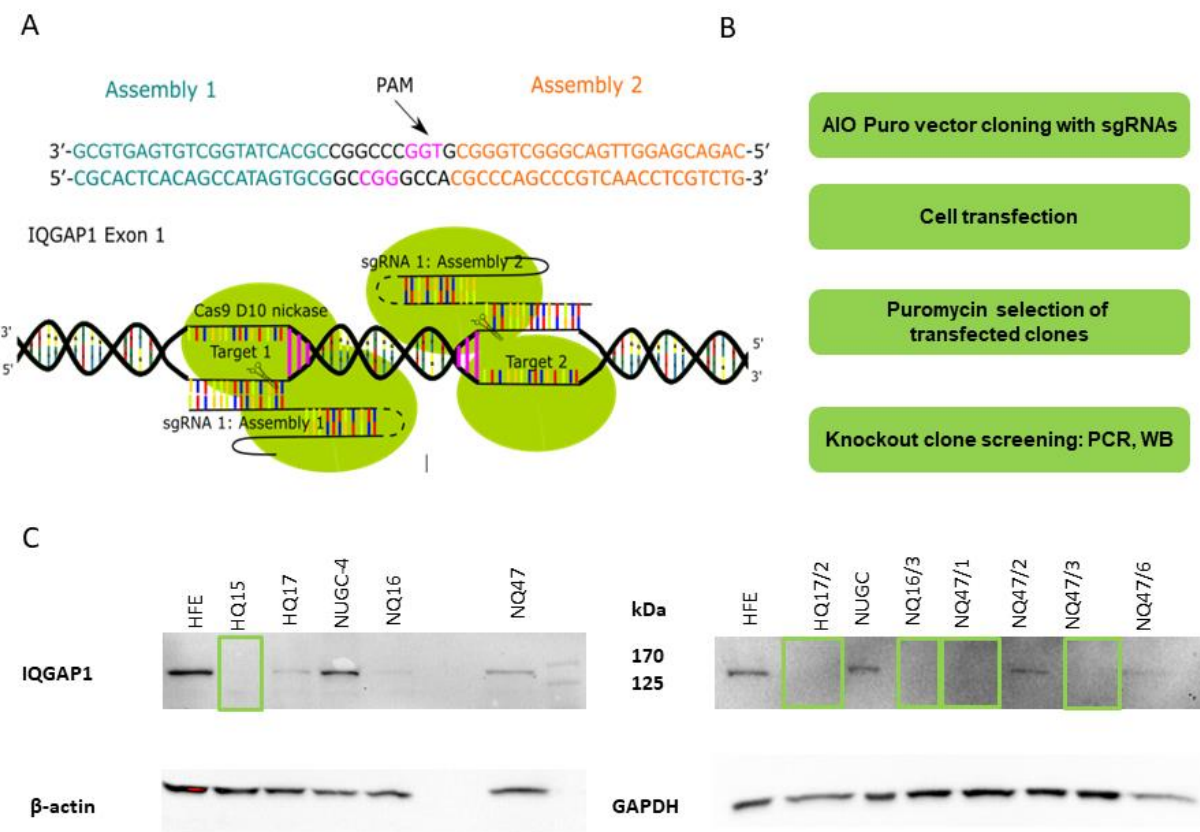 A
B
Assembly 1
PAM
Assembly 2
3'-GCGTGAGTGTCGGTATCACGCCGGCCCGGTGCGGGTCGGGCAGTTGGAGCAGAC-5'
5'-CGCACTCACAGCCATAGTGCGGCCGGGCCACGCCCAGCCCGTCAACCTCGTCTG-3'
IQGAP1 Exon 1
sgRNA 1: Assembly 2
Cas9 D10 nickase
3'
5'
Target 1
Target 2
5'
3'
sgRNA 1: Assembly 1
AIO Puro vector cloning with sgRNAs
Cell transfection
Puromycin selection of
transfected clones
Knockout clone screening: PCR, WB
C
HFE
HQ15
HQ17
NUGC-4
NQ16
NQ47
kDa
HFE
HQ17/2
NUGC
NQ16/3
NQ47/1
NQ47/2
NQ47/3
NQ47/6
IQGAP1
170
125
β-actin
GAPDH